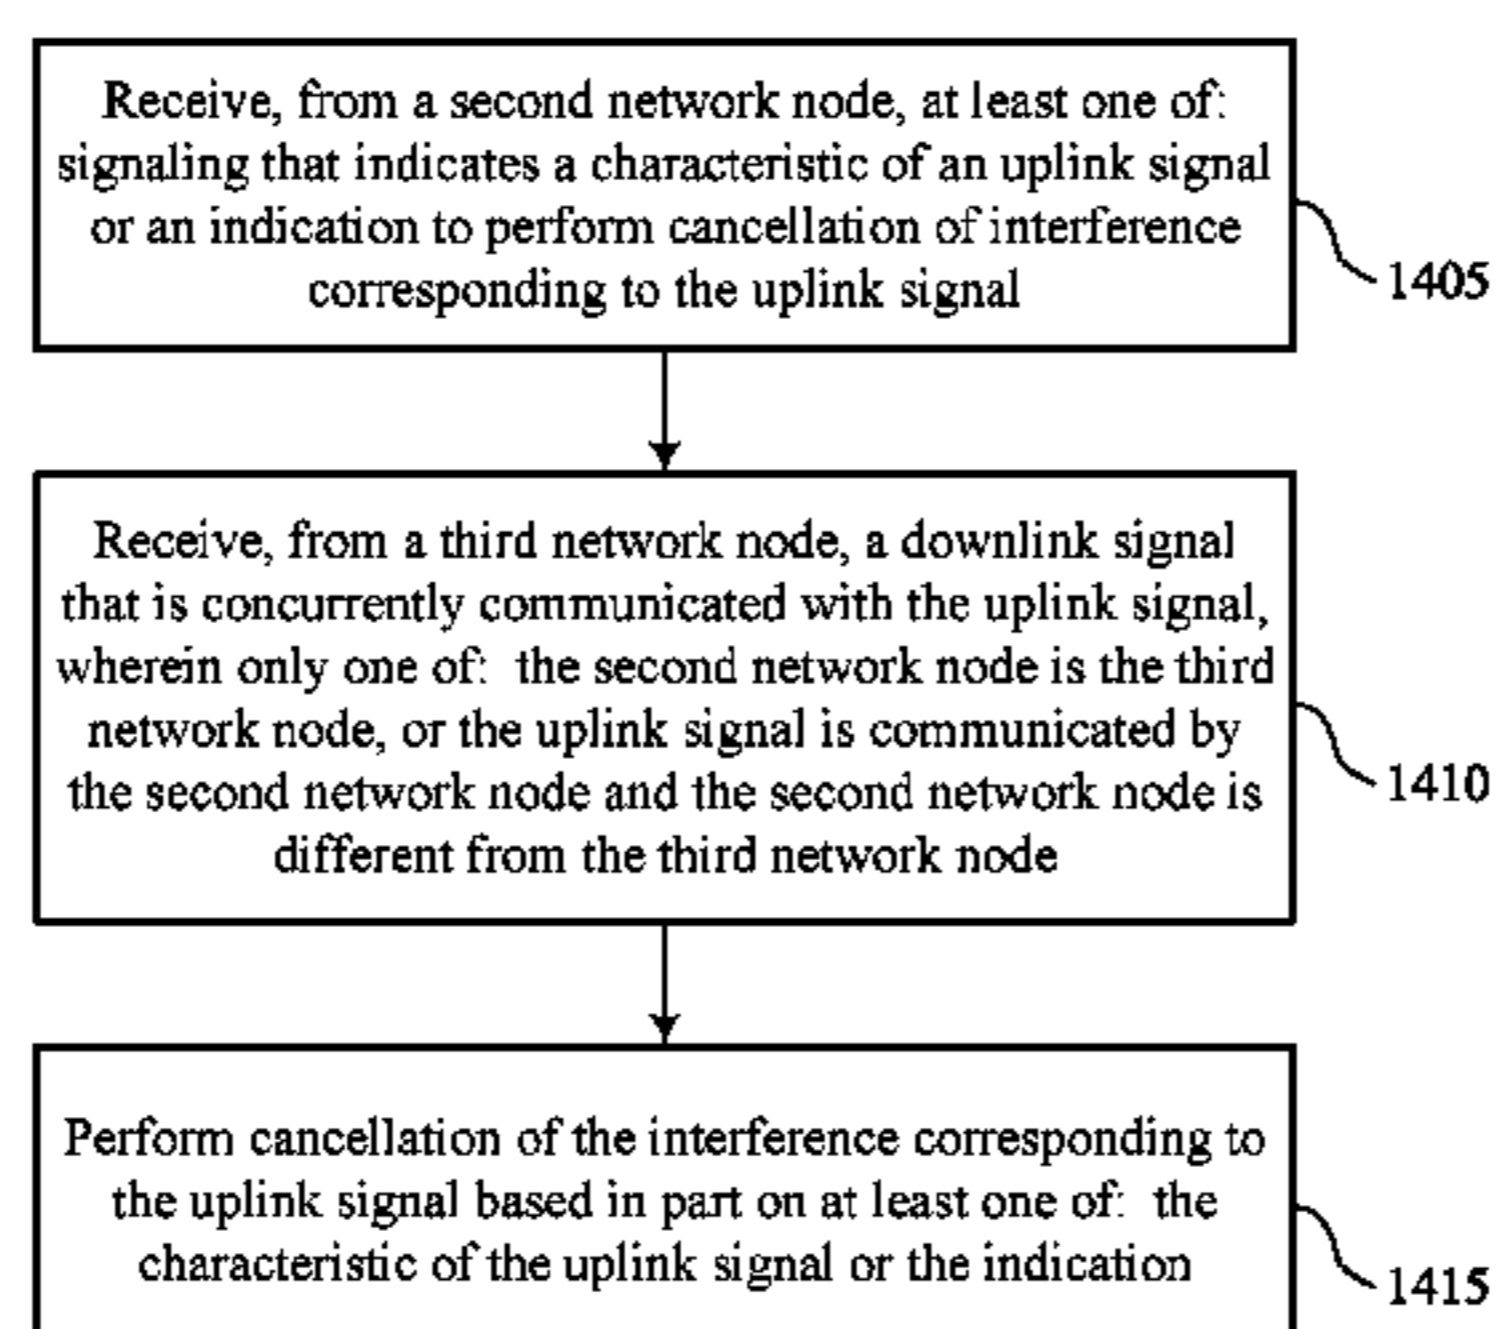 Receive, from a second network node, at least one of:
signaling that indicates a characteristic of an uplink signal
or an indication to perform cancellation of interference
corresponding to the uplink signal
1405
Receive, from a third network node, a downlink signal
that is concurrently communicated with the uplink signal,
wherein only one of: the second network node is the third
network node, or the uplink signal is communicated by
the second network node and the second network node is
different from the third network node
1410
Perform cancellation of the interference corresponding to
the uplink signal based in part on at least one of: the
characteristic of the uplink signal or the indication
1415